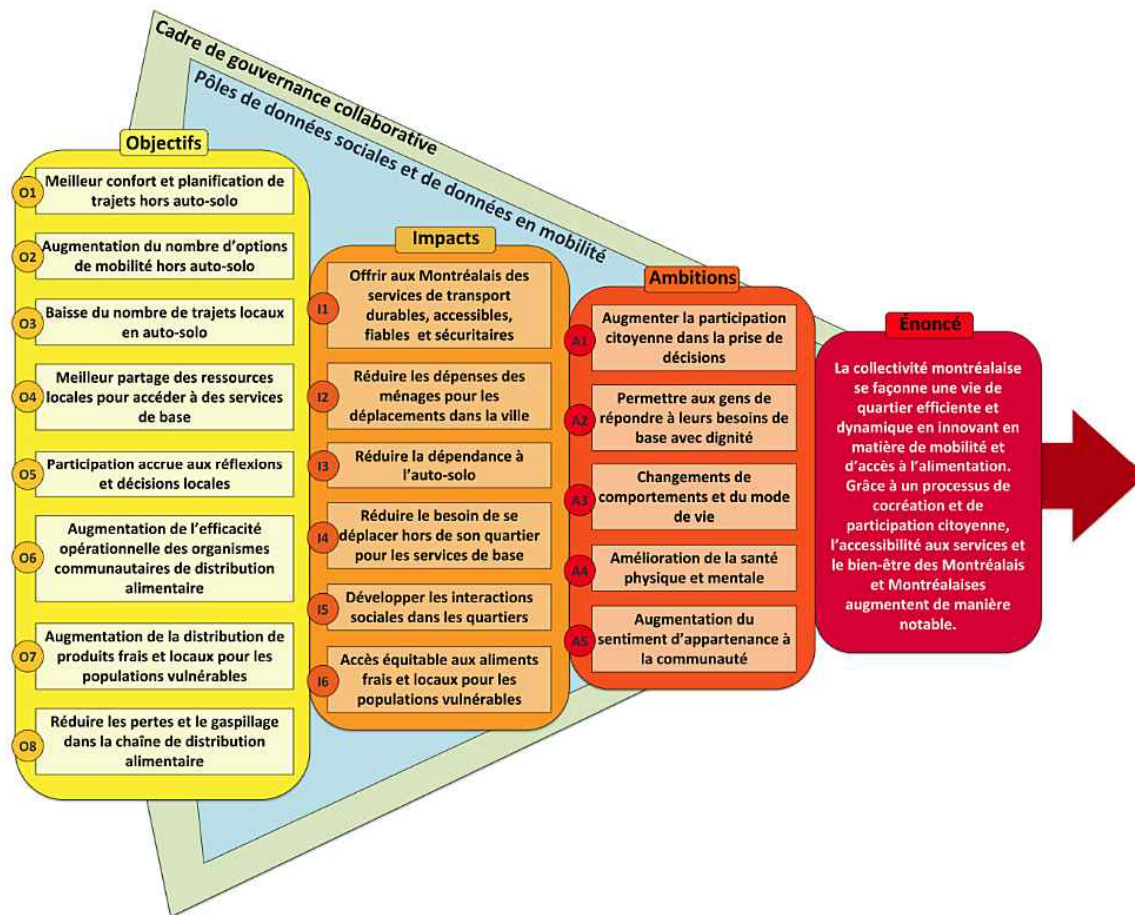 Cadre de gouvernance collaborative
Pôles de données sociales et de données en mobilité
Objectifs
O1
Meilleur confort et planification de
trajets hors auto-solo
O2
Augmentation du nombre d'options
de mobilité hors auto-solo
O3
Baisse du nombre de trajets locaux
en auto-solo
O4
Meilleur partage des ressources
locales pour accéder à des services
de base
O5
Participation accrue aux réflexions
et décisions locales
O6
Augmentation de l'efficacité
opérationnelle des organismes
communautaires de distribution
alimentaire
O7
Augmentation de la distribution de
produits frais et locaux pour les
populations vulnérables
O8
Réduire les pertes et le gaspillage
dans la chaîne de distribution
alimentaire
Impacts
I1
Offrir aux Montréalais des
services de transport
durables, accessibles,
fiables et sécuritaires
I2
Réduire les dépenses des
ménages pour les
déplacements dans la ville
I3
Réduire la dépendance à
l'auto-solo
I4
Réduire le besoin de se
déplacer hors de son quartier
pour les services de base
I5
Développer les interactions
sociales dans les quartiers
I6
Accès équitable aux aliments
frais et locaux pour les
populations vulnérables
Ambitions
A1
Augmenter la participation
citoyenne dans la prise de
décisions
A2
Permettre aux gens de
répondre à leurs besoins de
base avec dignité
A3
Changements de
comportements et du mode
de vie
A4
Amélioration de la santé
physique et mentale
A5
Augmentation du
sentiment d'appartenance à
la communauté
Énoncé
La collectivité montréalaise
se façonne une vie de
quartier efficiente et
dynamique en innovant en
matière de mobilité et
d'accès à l'alimentation.
Grâce à un processus de
cocréation et de
participation citoyenne,
l'accessibilité aux services et
le bien-être des Montréalais
et Montréalaises
augmentent de manière
notable.